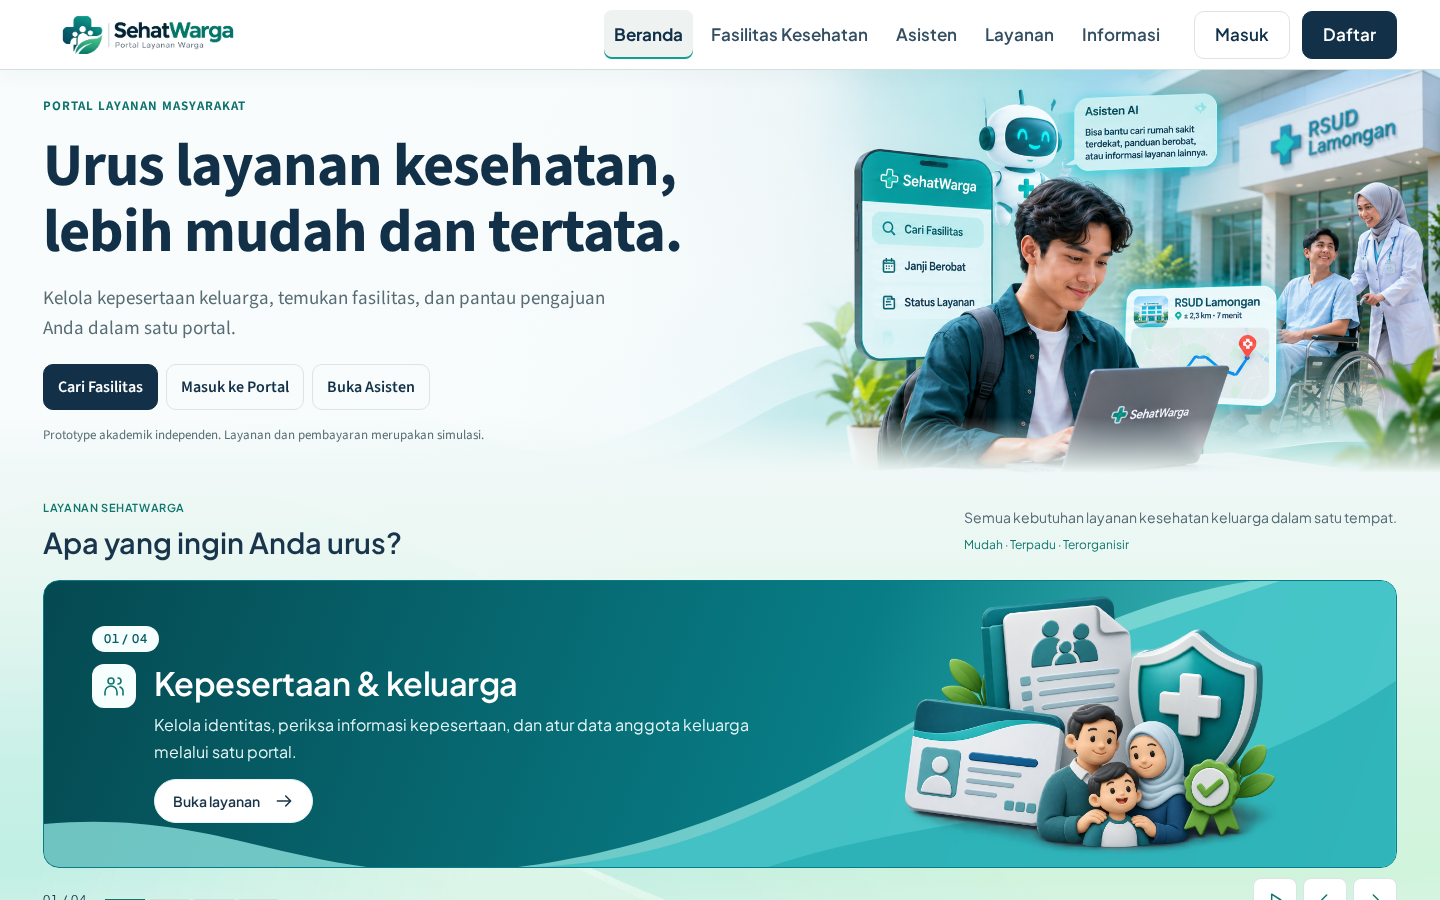 SehatWarga
Portal Layanan Warga
Beranda
Fasilitas Kesehatan
Asisten
Layanan
Informasi
Masuk
Daftar
PORTAL LAYANAN MASYARAKAT
Urus layanan kesehatan,
lebih mudah dan tertata.
Kelola kepesertaan keluarga, temukan fasilitas, dan pantau pengajuan
Anda dalam satu portal.
Cari Fasilitas
Masuk ke Portal
Buka Asisten
Prototype akademik independen. Layanan dan pembayaran merupakan simulasi.
Asisten AI
Bisa bantu cari rumah sakit
terdekat, panduan berobat,
atau informasi layanan lainnya.
RSUD
Lamongan
SehatWarga
Cari Fasilitas
Janji Berobat
Status Layanan
RSUD Lamongan
± 2,3 km • 7 menit
SehatWarga
LAYANAN SEHATWARGA
Apa yang ingin Anda urus?
Semua kebutuhan layanan kesehatan keluarga dalam satu tempat.
Mudah · Terpadu · Terorganisir
01 / 04
Kepesertaan & keluarga
Kelola identitas, periksa informasi kepesertaan, dan atur data anggota keluarga
melalui satu portal.
Buka layanan
01 / 04